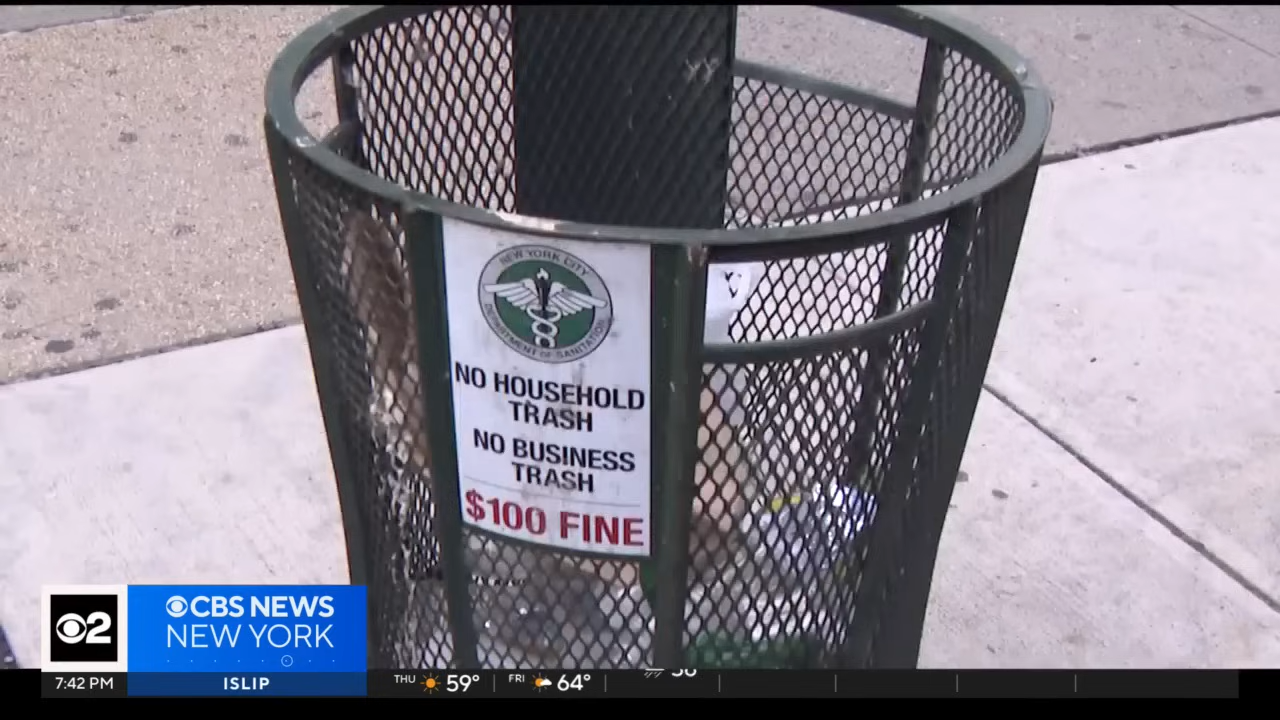 NEW YORK CITY
DEPARTMENT OF SANITATION
NO HOUSEHOLD
TRASH
NO BUSINESS
TRASH
$100 FINE
2
CBS NEWS
NEW YORK
7:42 PM
ISLIP
THU 59° FRI 64°